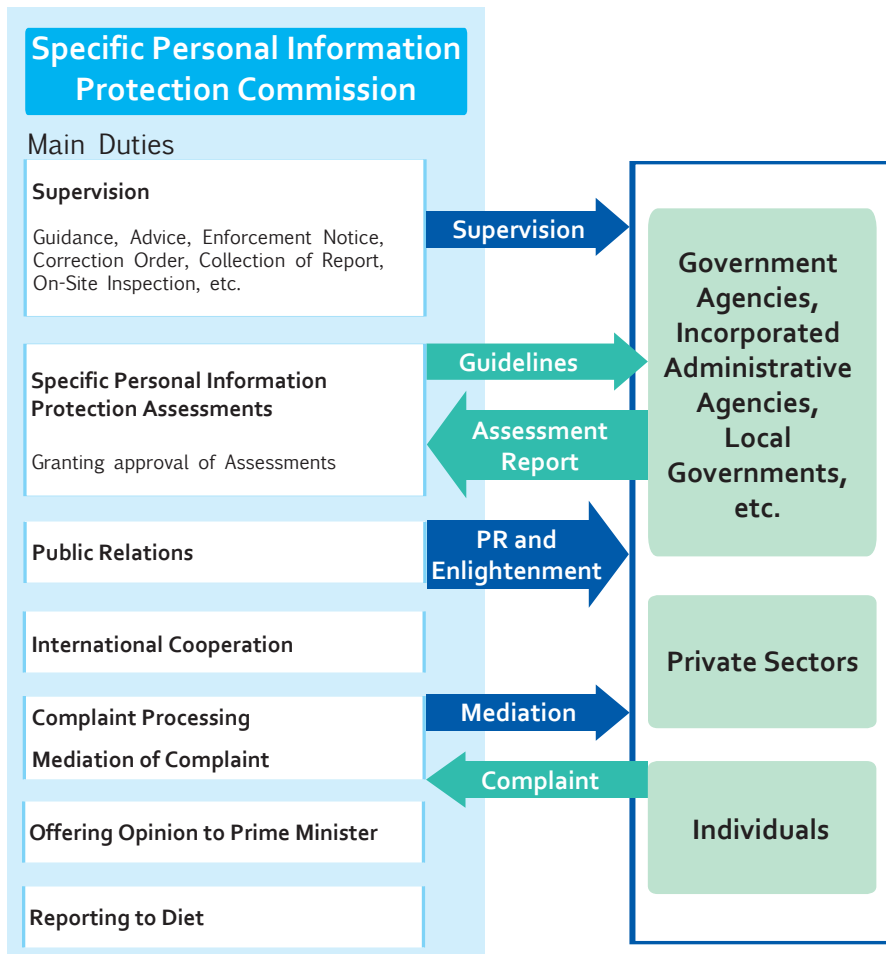 Specific Personal Information
Protection Commission
Main Duties
Supervision
Guidance, Advice, Enforcement Notice,
Correction Order, Collection of Report,
On-Site Inspection, etc.
Supervision
Specific Personal Information
Protection Assessments
Granting approval of Assessments
Guidelines
Assessment
Report
Public Relations
PR and
Enlightenment
International Cooperation
Complaint Processing
Mediation of Complaint
Mediation
Complaint
Offering Opinion to Prime Minister
Reporting to Diet
Government
Agencies,
Incorporated
Administrative
Agencies,
Local
Governments,
etc.
Private Sectors
Individuals